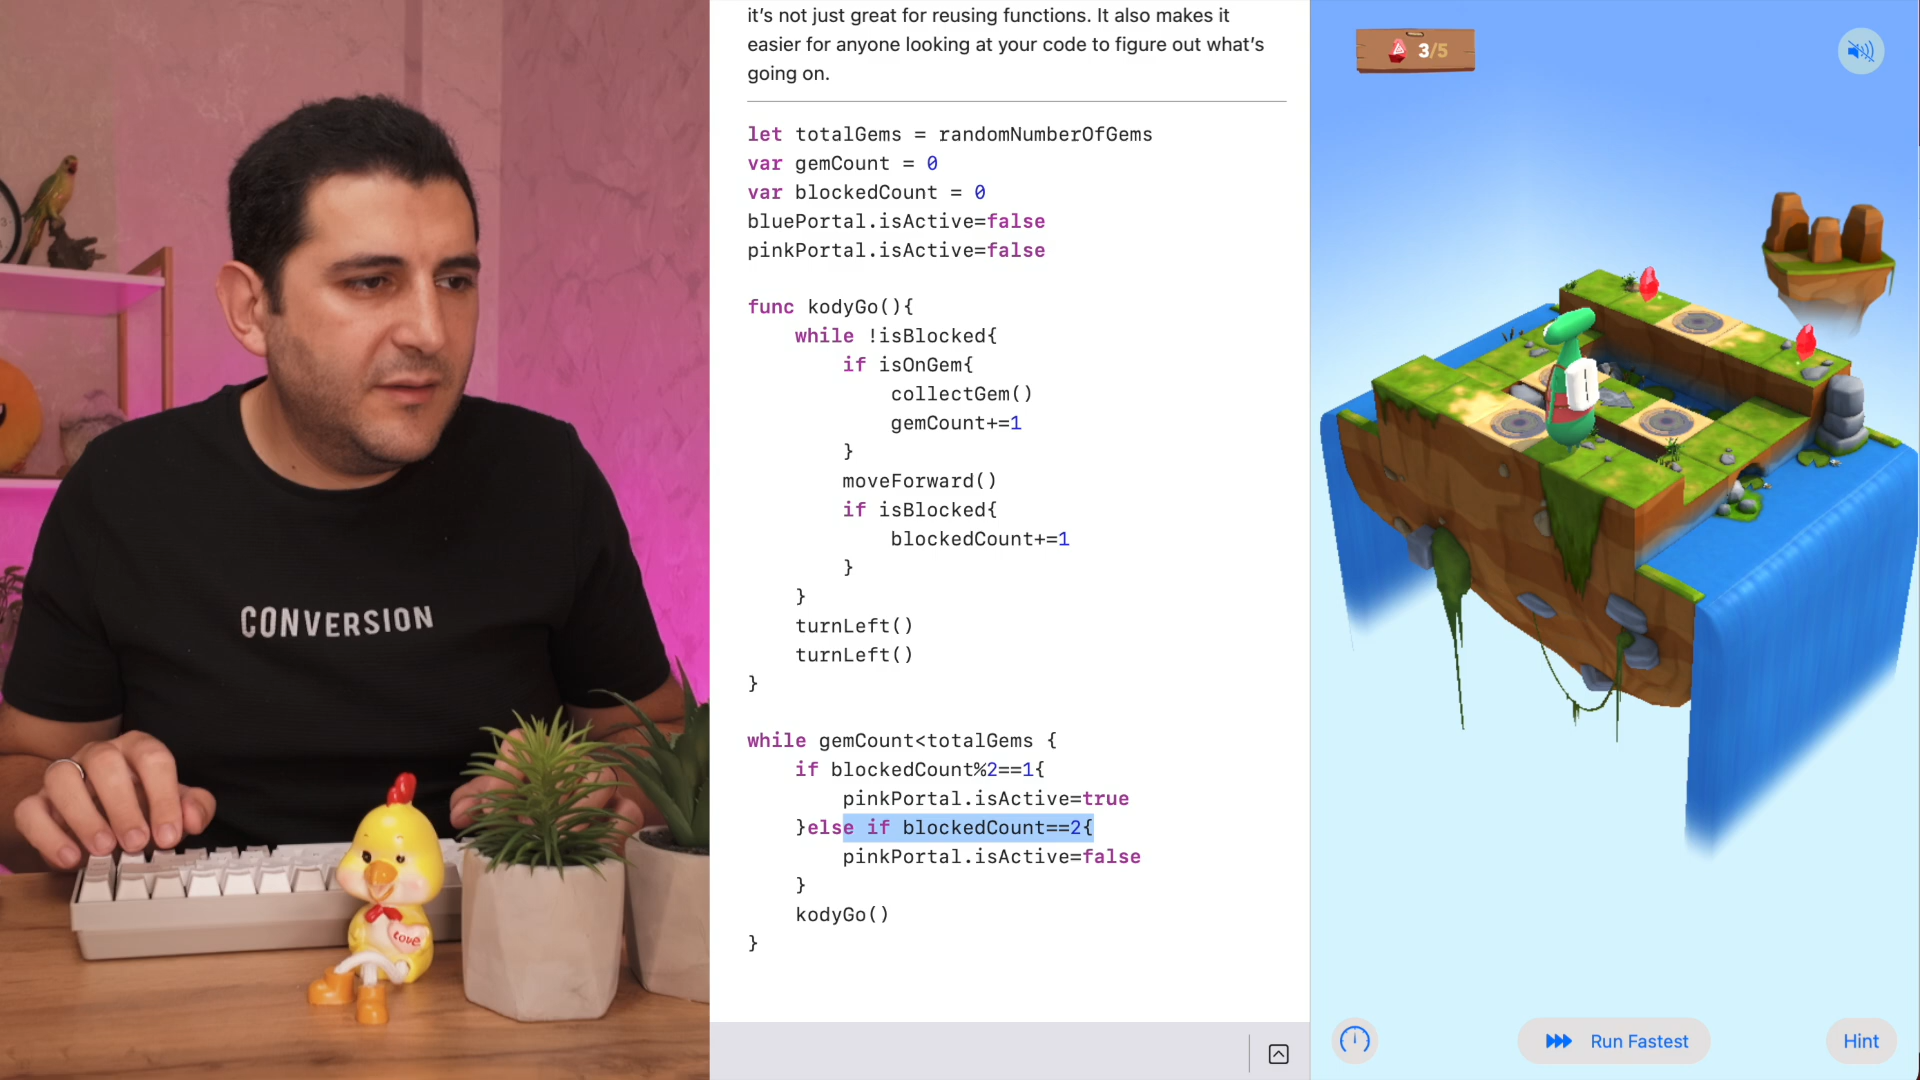 CONVERSION
Love
it's not just great for reusing functions. It also makes it
easier for anyone looking at your code to figure out what's
going on.
let totalGems = randomNumberOfGems
var gemCount = 0
var blockedCount = 0
bluePortal.isActive=false
pinkPortal.isActive=false
func kodyGo(){
while !isBlocked{
if isOnGem{
collectGem()
gemCount+=1
}
moveForward()
if isBlocked{
blockedCount+=1
}
}
turnLeft()
turnLeft()
}
while gemCount<totalGems {
if blockedCount%2==1{
pinkPortal.isActive=true
}else if blockedCount==2{
pinkPortal.isActive=false
}
kodyGo()
}
3/5
Run Fastest
Hint